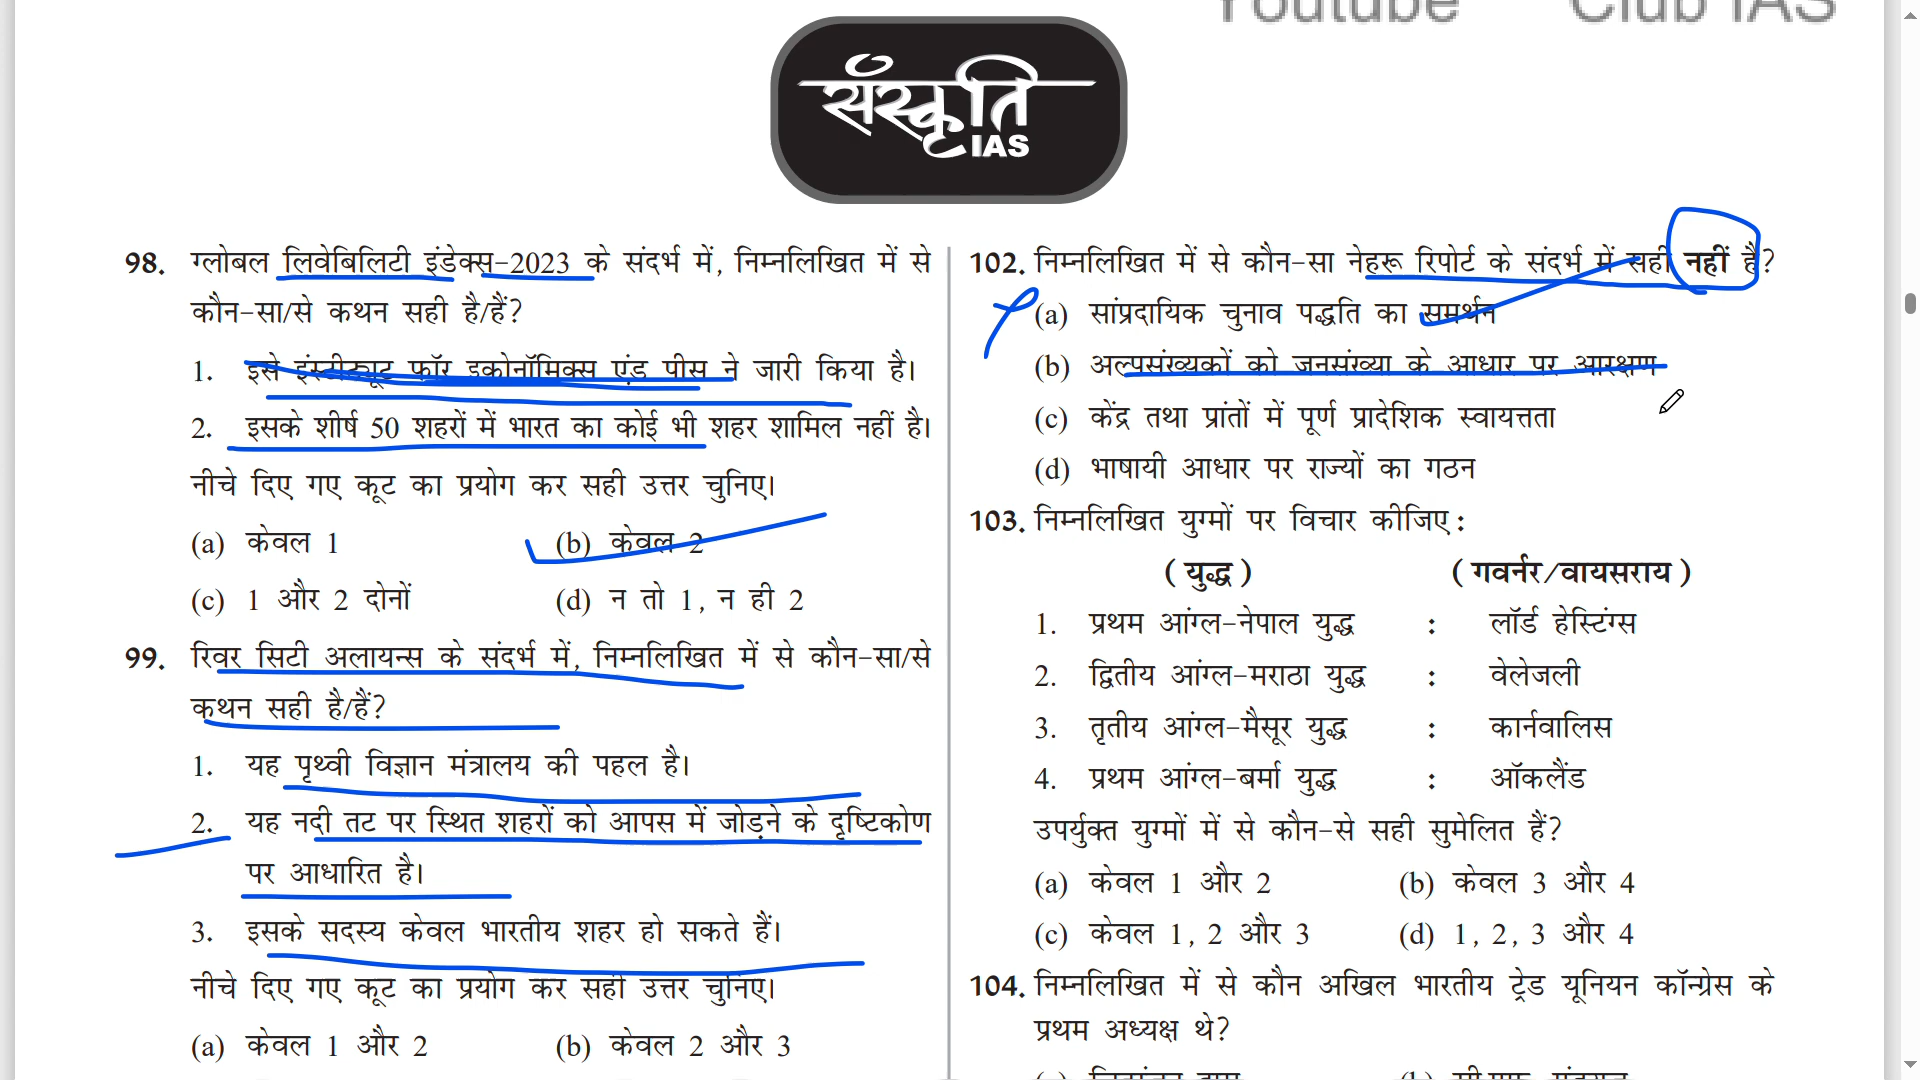 Youtube Club IAS
संस्कृति
IAS
98. ग्लोबल लिवेबिलिटी इंडेक्स-2023 के संदर्भ में, निम्नलिखित में से
कौन-सा/से कथन सही है/हैं?
1. इसे इंस्टीट्यूट फॉर इकोनॉमिक्स एंड पीस ने जारी किया है।
2. इसके शीर्ष 50 शहरों में भारत का कोई भी शहर शामिल नहीं है।
नीचे दिए गए कूट का प्रयोग कर सही उत्तर चुनिए।
(a) केवल 1 (b) केवल 2
(c) 1 और 2 दोनों (d) न तो 1, न ही 2
99. रिवर सिटी अलायन्स के संदर्भ में, निम्नलिखित में से कौन-सा/से
कथन सही है/हैं?
1. यह पृथ्वी विज्ञान मंत्रालय की पहल है।
2. यह नदी तट पर स्थित शहरों को आपस में जोड़ने के दृष्टिकोण
पर आधारित है।
3. इसके सदस्य केवल भारतीय शहर हो सकते हैं।
नीचे दिए गए कूट का प्रयोग कर सही उत्तर चुनिए।
(a) केवल 1 और 2 (b) केवल 2 और 3
102. निम्नलिखित में से कौन-सा नेहरू रिपोर्ट के संदर्भ में सही नहीं है?
(a) सांप्रदायिक चुनाव पद्धति का समर्थन
(b) अल्पसंख्यकों को जनसंख्या के आधार पर आरक्षण
(c) केंद्र तथा प्रांतों में पूर्ण प्रादेशिक स्वायत्तता
(d) भाषायी आधार पर राज्यों का गठन
103. निम्नलिखित युग्मों पर विचार कीजिए:
(युद्ध) (गवर्नर/वायसराय)
1. प्रथम आंग्ल-नेपाल युद्ध : लॉर्ड हेस्टिंग्स
2. द्वितीय आंग्ल-मराठा युद्ध : वेलेजली
3. तृतीय आंग्ल-मैसूर युद्ध : कार्नवालिस
4. प्रथम आंग्ल-बर्मा युद्ध : ऑकलैंड
उपर्युक्त युग्मों में से कौन-से सही सुमेलित हैं?
(a) केवल 1 और 2 (b) केवल 3 और 4
(c) केवल 1, 2 और 3 (d) 1, 2, 3 और 4
104. निम्नलिखित में से कौन अखिल भारतीय ट्रेड यूनियन कॉन्ग्रेस के
प्रथम अध्यक्ष थे?